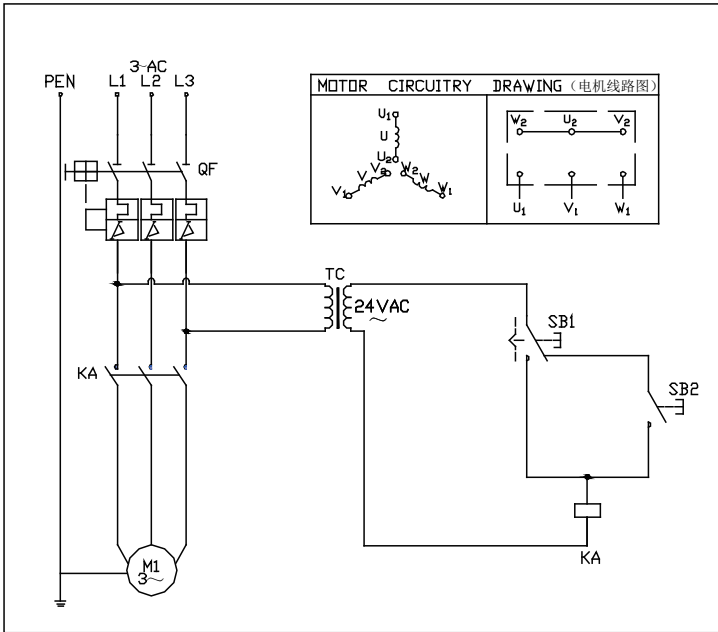 3~AC
PEN L1 L2 L3
QF
MOTOR CIRCUITRY DRAWING (电机线路图)
U1
U
U2
V1 V V2
W2 W W1
W2 U2 V2
U1 V1 W1
TC
24VAC
~
SB1
KA
SB2
M1
3~
KA